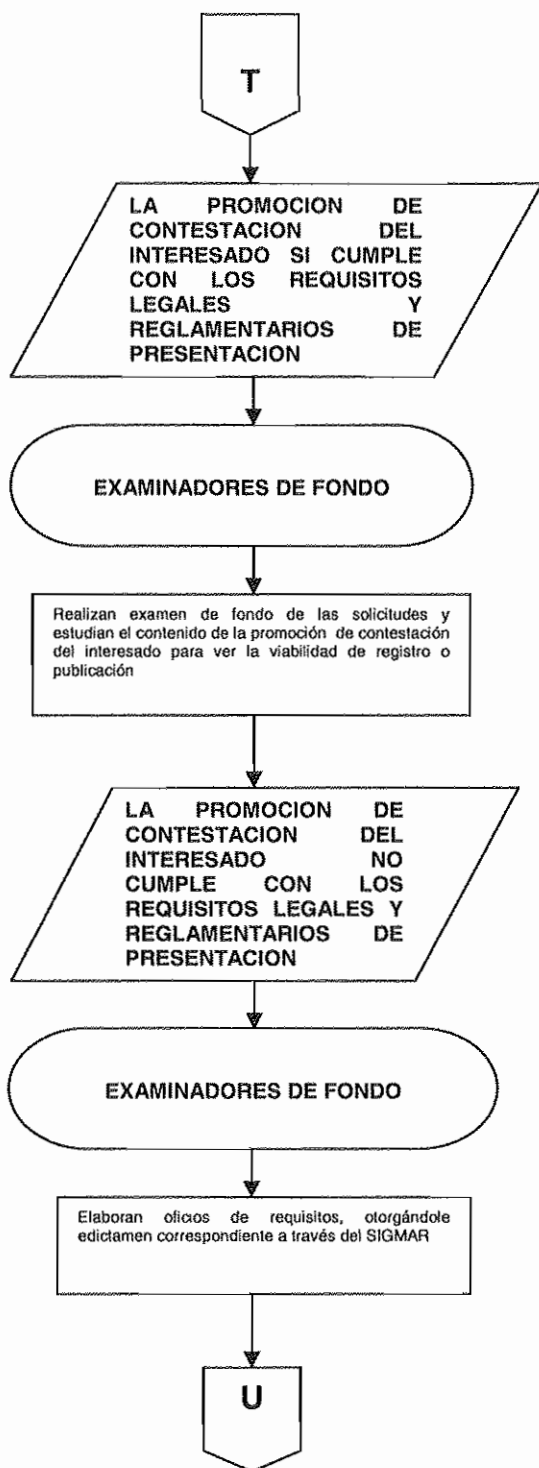 T
LA PROMOCION DE
CONTESTACION DEL
INTERESADO SI CUMPLE
CON LOS REQUISITOS
LEGALES Y
REGLAMENTARIOS DE
PRESENTACION
EXAMINADORES DE FONDO
Realizan examen de fondo de las solicitudes y
estudian el contenido de la promoción de contestación
del interesado para ver la viabilidad de registro o
publicación
LA PROMOCION DE
CONTESTACION DEL
INTERESADO NO
CUMPLE CON LOS
REQUISITOS LEGALES Y
REGLAMENTARIOS DE
PRESENTACION
EXAMINADORES DE FONDO
Elaboran oficios de requisitos, otorgándole
edictamen correspondiente a través del SIGMAR
U